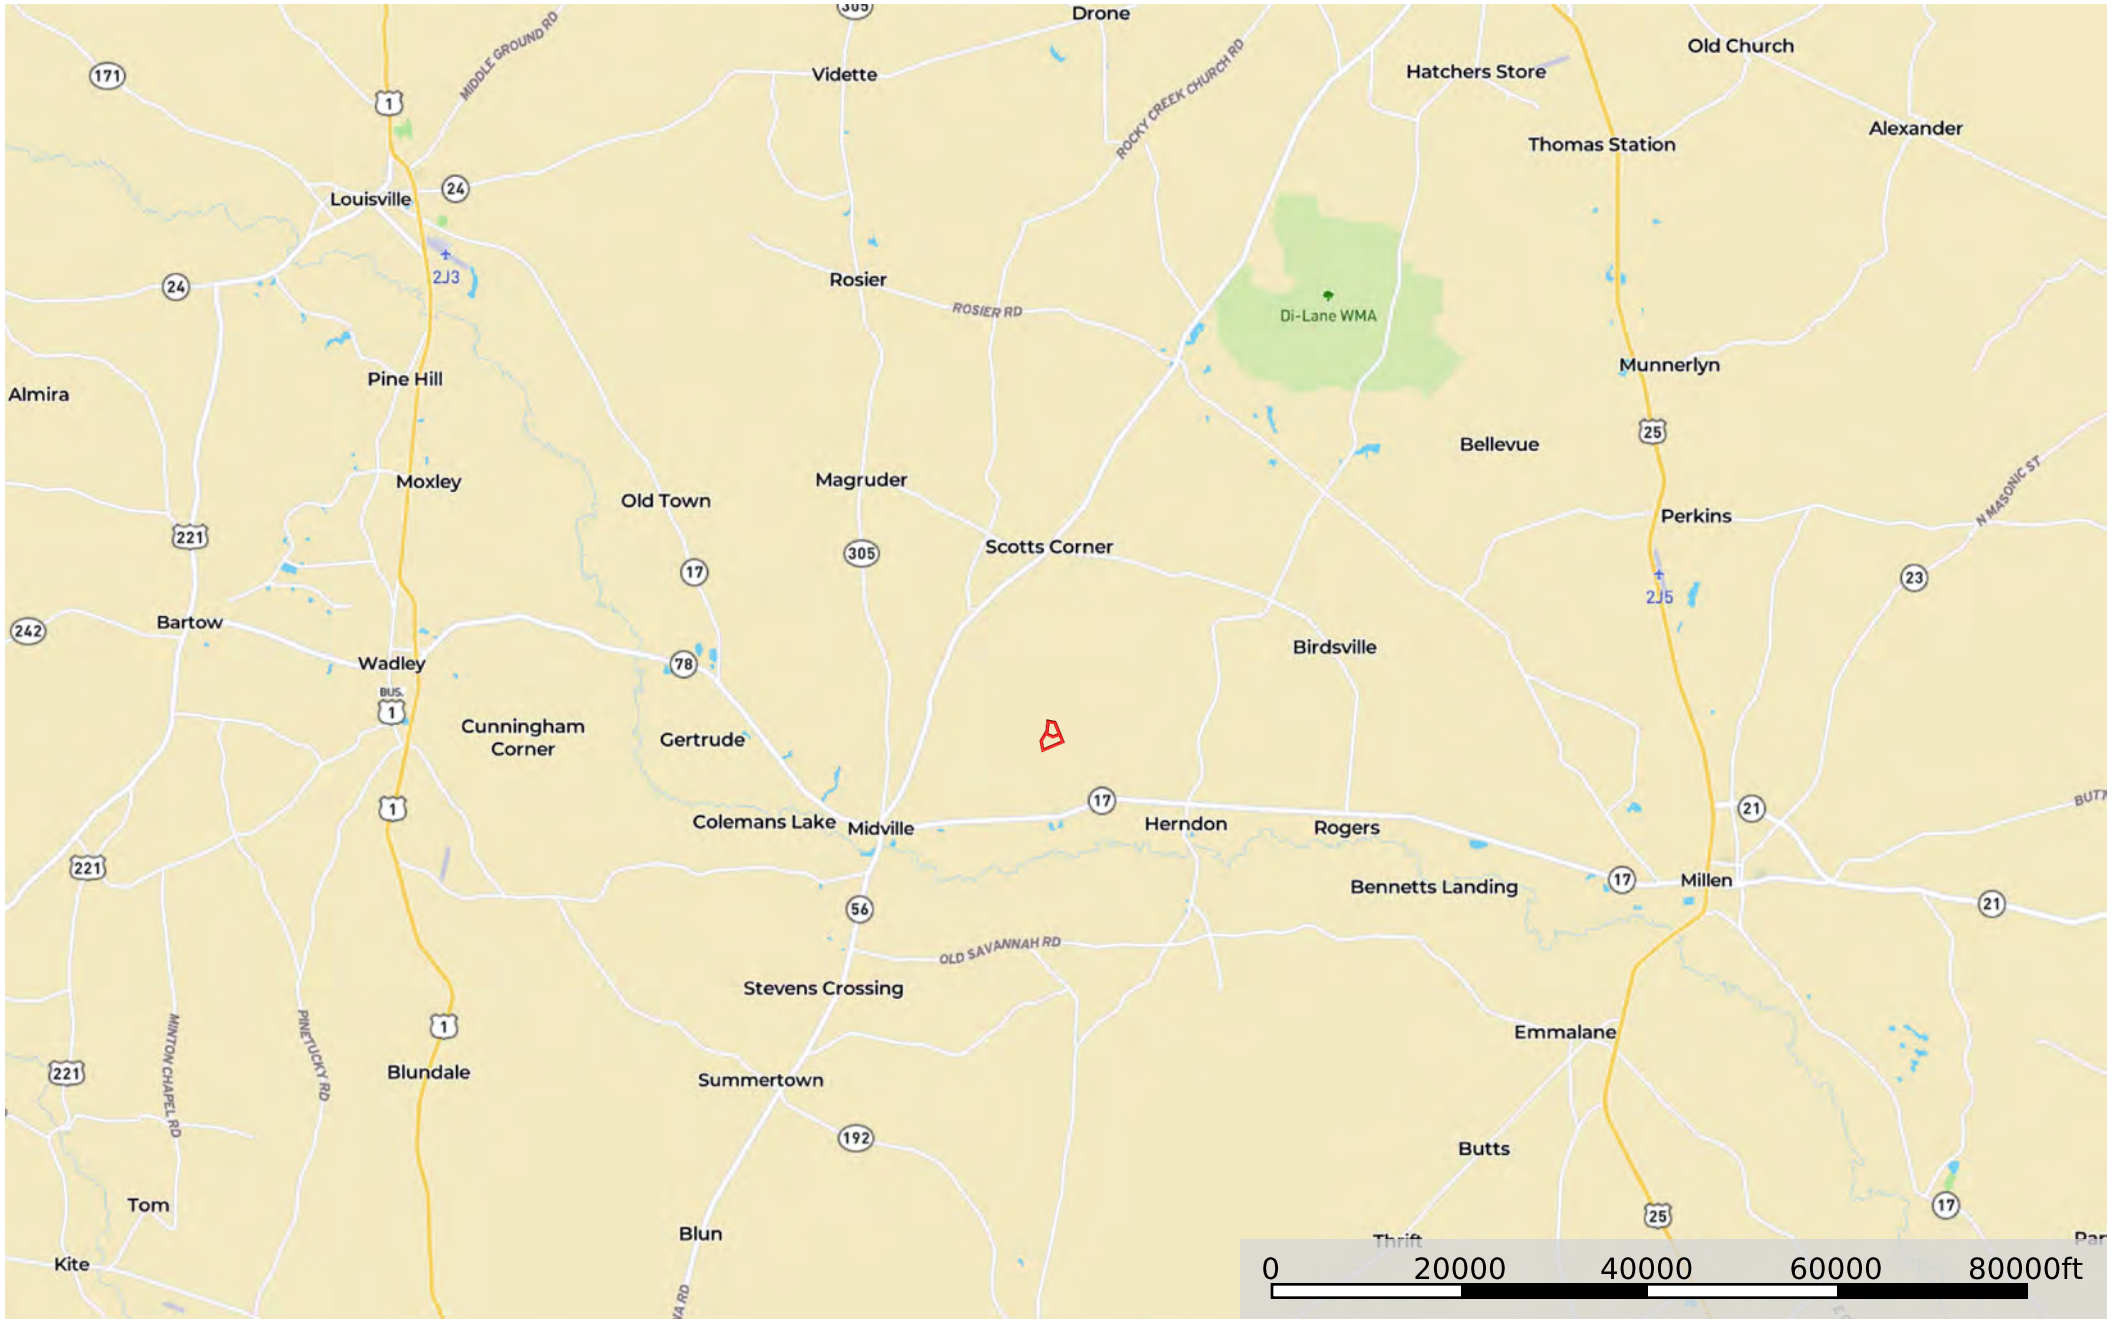 305
Drone
MIDDLE GROUND RD
Old Church
Vidette
Hatchers Store
171
1
ROCKY CREEK CHURCH RD
Alexander
Thomas Station
24
Louisville
2J3
Rosier
24
ROSIER RD
Di-Lane WMA
Pine Hill
Munnerlyn
Almira
25
Bellevue
Moxley
Magruder
Old Town
N MASONIC ST
Perkins
221
Scotts Corner
305
17
23
2J5
Bartow
242
Birdsville
Wadley
78
BUS.
1
Cunningham
Corner
Gertrude
17
1
21
Colemans Lake
Midville
Herndon
Rogers
221
17
Millen
Bennetts Landing
21
56
OLD SAVANNAH RD
Stevens Crossing
1
Emmalane
MINTON CHAPEL RD
PINETUCKY RD
221
Blundale
Summertown
192
Butts
Tom
17
25
Blun
Thrift
Kite
0 20000 40000 60000 80000ft